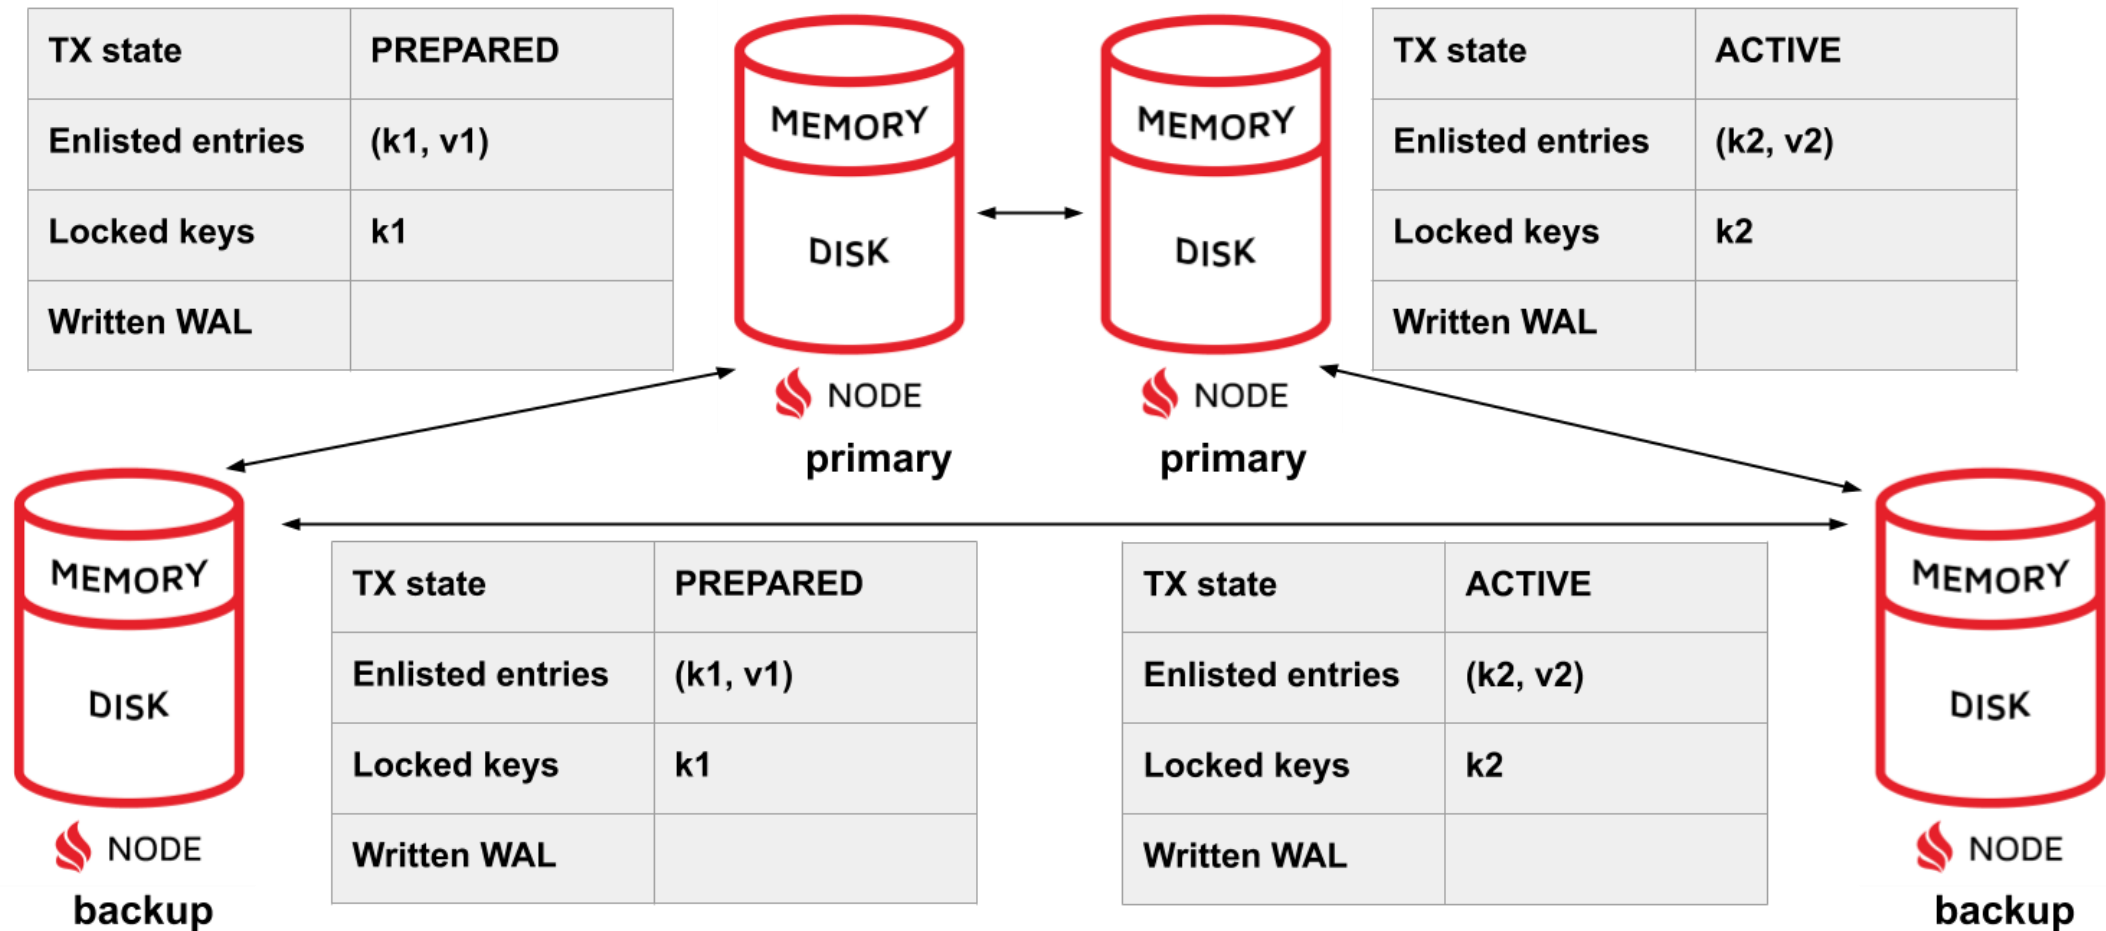 TX state PREPARED
Enlisted entries (k1, v1)
Locked keys k1
Written WAL
MEMORY
DISK
NODE
primary
MEMORY
DISK
NODE
primary
TX state ACTIVE
Enlisted entries (k2, v2)
Locked keys k2
Written WAL
MEMORY
DISK
NODE
backup
TX state PREPARED
Enlisted entries (k1, v1)
Locked keys k1
Written WAL
TX state ACTIVE
Enlisted entries (k2, v2)
Locked keys k2
Written WAL
MEMORY
DISK
NODE
backup